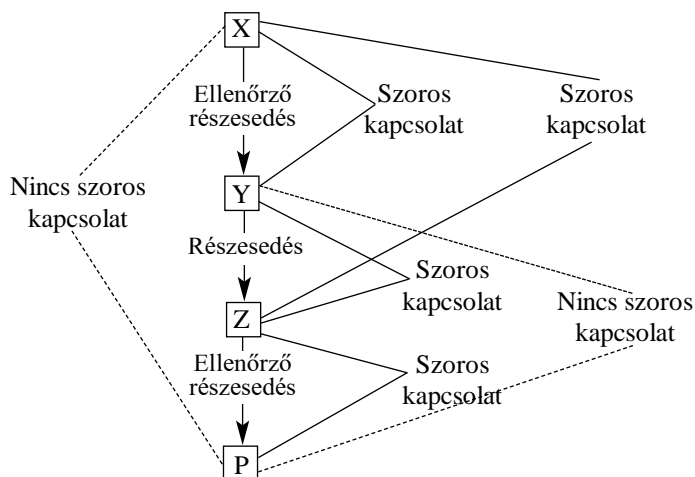 X
Ellenőrző
részesedés
Szoros
kapcsolat
Szoros
kapcsolat
Nincs szoros
kapcsolat
Y
Részesedés
Szoros
kapcsolat
Nincs szoros
kapcsolat
Z
Ellenőrző
részesedés
Szoros
kapcsolat
P